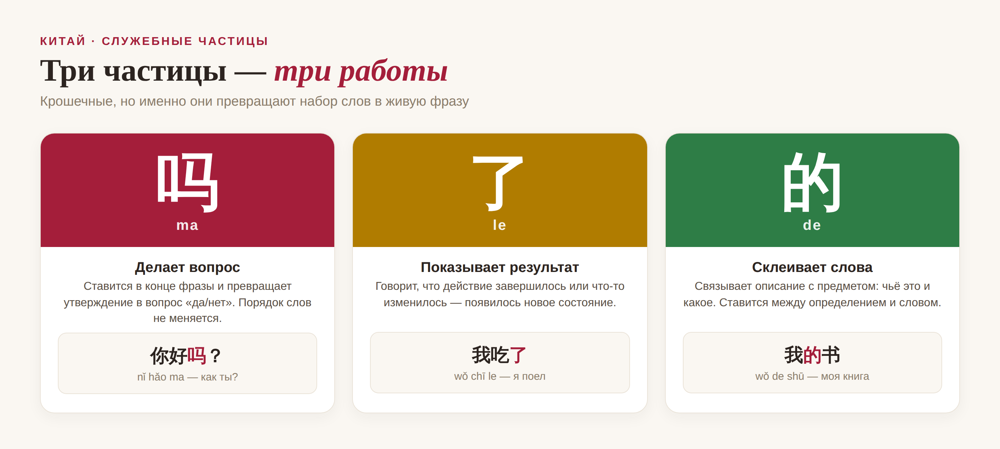 КИТАЙ · СЛУЖЕБНЫЕ ЧАСТИЦЫ
Три частицы — три работы
Крошечные, но именно они превращают набор слов в живую фразу
吗
ma
Делает вопрос
Ставится в конце фразы и превращает
утверждение в вопрос «да/нет». Порядок слов
не меняется.
你好吗？
nǐ hǎo ma — как ты?
了
le
Показывает результат
Говорит, что действие завершилось или что-то
изменилось — появилось новое состояние.
我吃了
wǒ chī le — я поел
的
de
Склеивает слова
Связывает описание с предметом: чьё это и
какое. Ставится между определением и словом.
我的书
wǒ de shū — моя книга